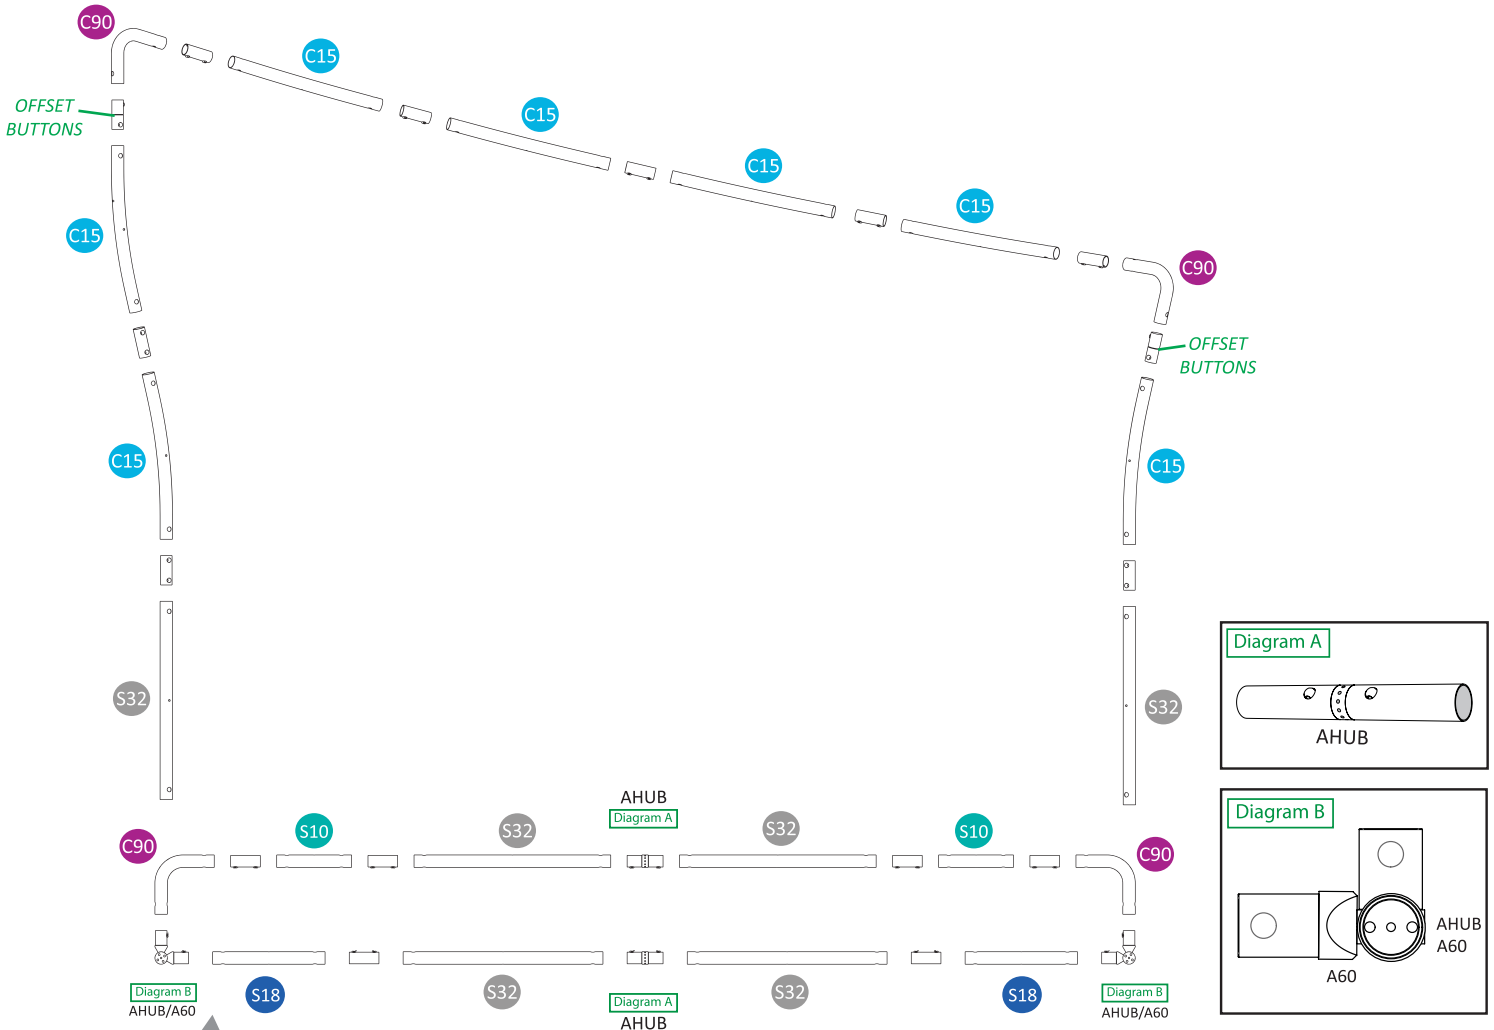 C90
C15
OFFSET
BUTTONS
C15
C15
C15
C15
C90
OFFSET
BUTTONS
C15
C15
S32
S32
Diagram A
AHUB
AHUB
Diagram A
C90
S10
S32
S32
S10
C90
Diagram B
AHUB
A60
A60
Diagram B
AHUB/A60
S18
S32
Diagram A
AHUB
S32
S18
Diagram B
AHUB/A60